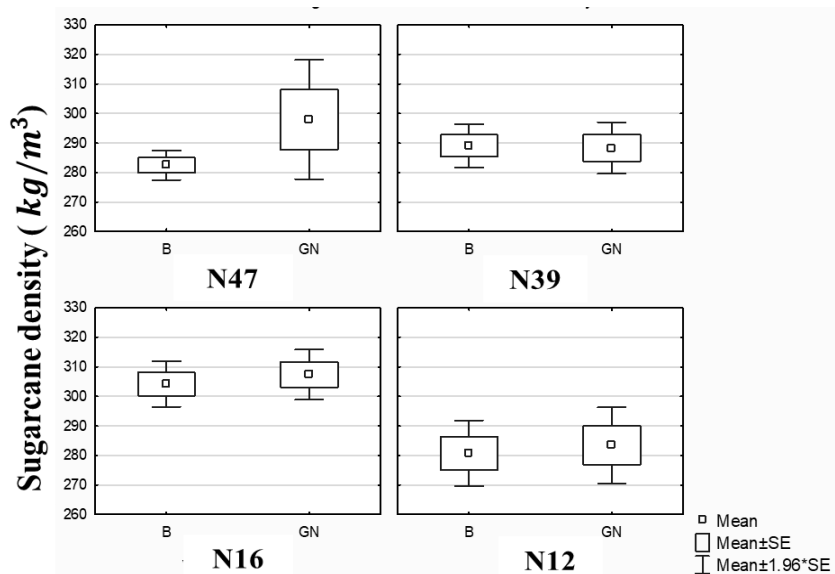 Sugarcane density ( kg/m³)
330
320
310
300
290
280
270
260
B
GN
B
GN
N47
N39
330
320
310
300
290
280
270
260
B
GN
B
GN
N16
N12
Mean
Mean±SE
Mean±1.96*SE